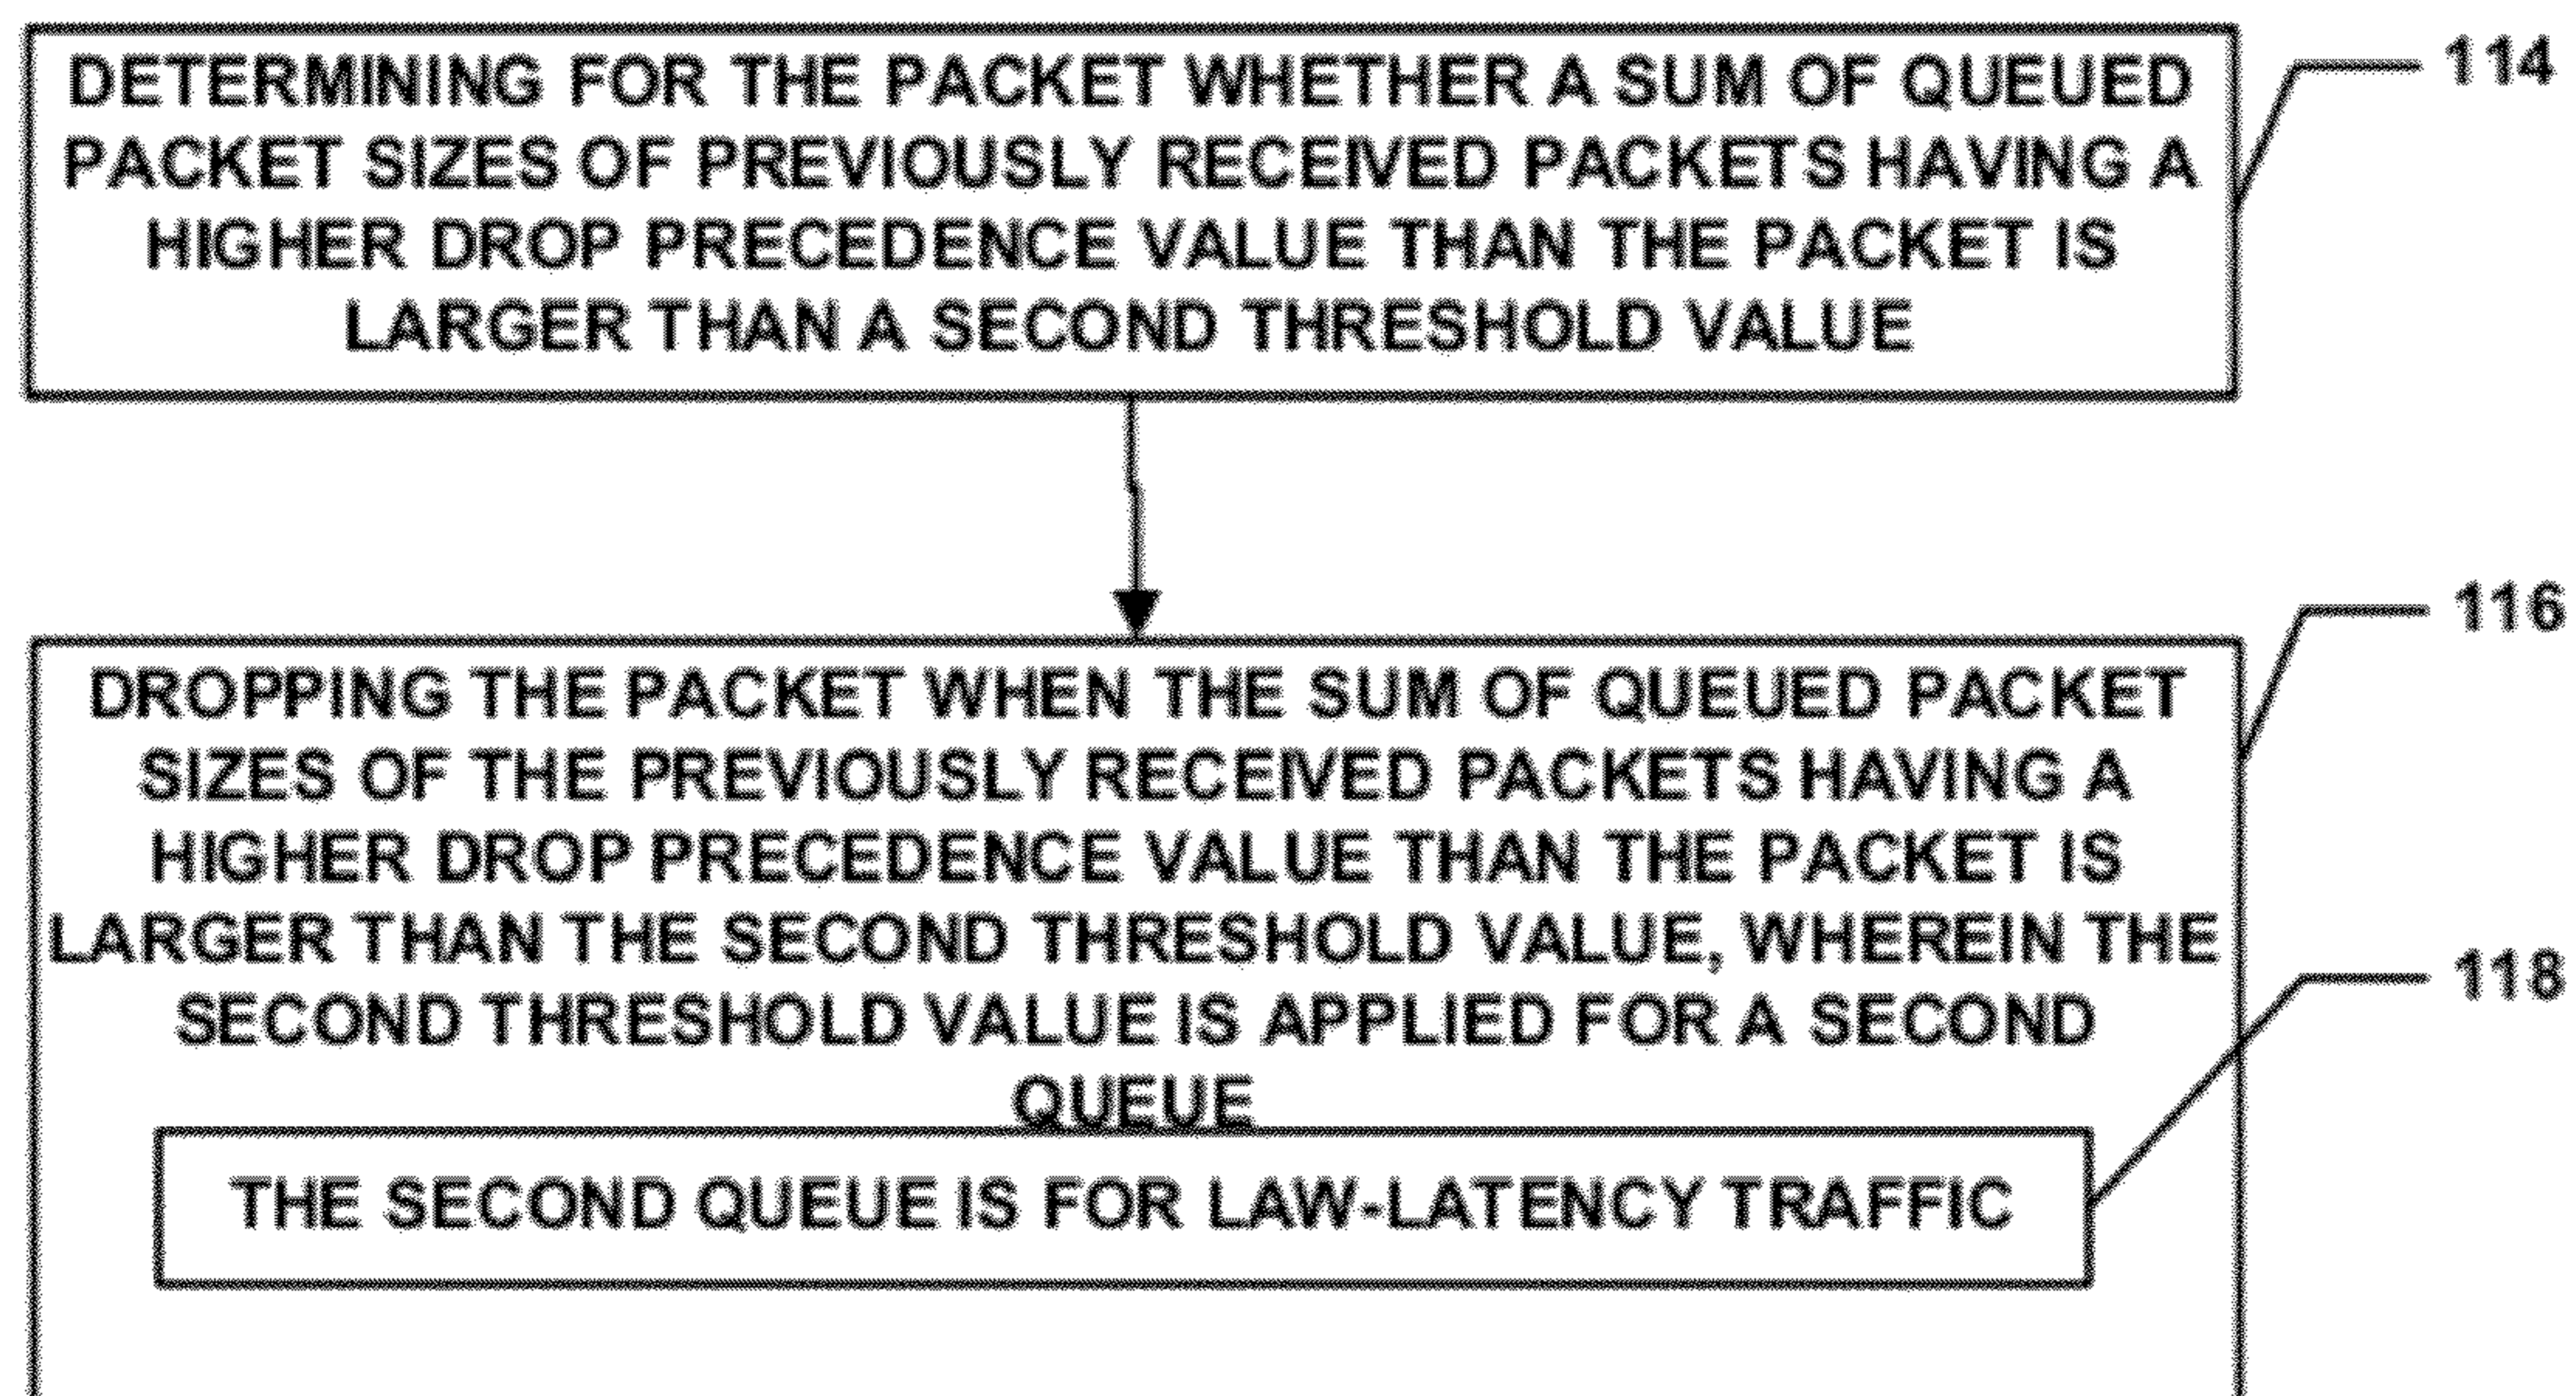 DETERMINING FOR THE PACKET WHETHER A SUM OF QUEUED
PACKET SIZES OF PREVIOUSLY RECEIVED PACKETS HAVING A
HIGHER DROP PRECEDENCE VALUE THAN THE PACKET IS
LARGER THAN A SECOND THRESHOLD VALUE
114
DROPPING THE PACKET WHEN THE SUM OF QUEUED PACKET
SIZES OF THE PREVIOUSLY RECEIVED PACKETS HAVING A
HIGHER DROP PRECEDENCE VALUE THAN THE PACKET IS
LARGER THAN THE SECOND THRESHOLD VALUE, WHEREIN THE
SECOND THRESHOLD VALUE IS APPLIED FOR A SECOND
QUEUE
116
THE SECOND QUEUE IS FOR LAW-LATENCY TRAFFIC
118